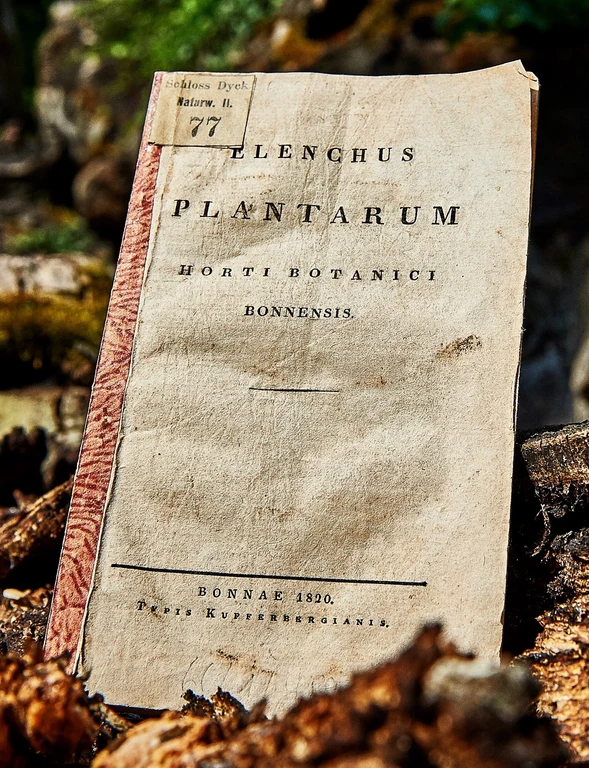 Schloss Dyck
Naturw. II.
77
ELENCHUS
PLANTARUM
HORTI BOTANICI
BONNENSIS.
BONNAE 1820.
TYPIS KUPFERBERGIANIS.